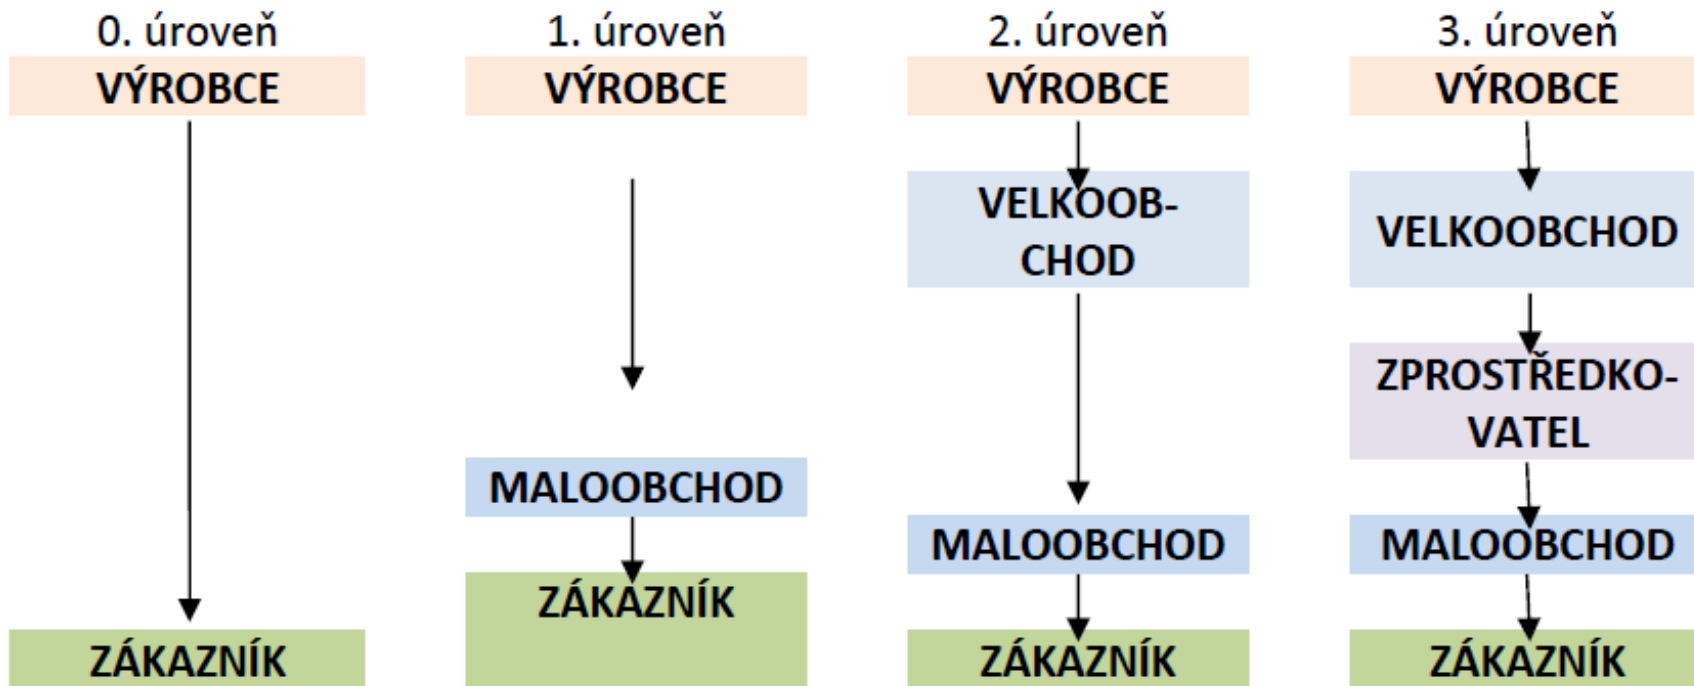 0. úroveň
VÝROBCE
ZÁKAZNÍK
1. úroveň
VÝROBCE
MALOOBCHOD
ZÁKAZNÍK
2. úroveň
VÝROBCE
VELKOOB-
CHOD
MALOOBCHOD
ZÁKAZNÍK
3. úroveň
VÝROBCE
VELKOOBCHOD
ZPROSTŘEDKO-
VATEL
MALOOBCHOD
ZÁKAZNÍK